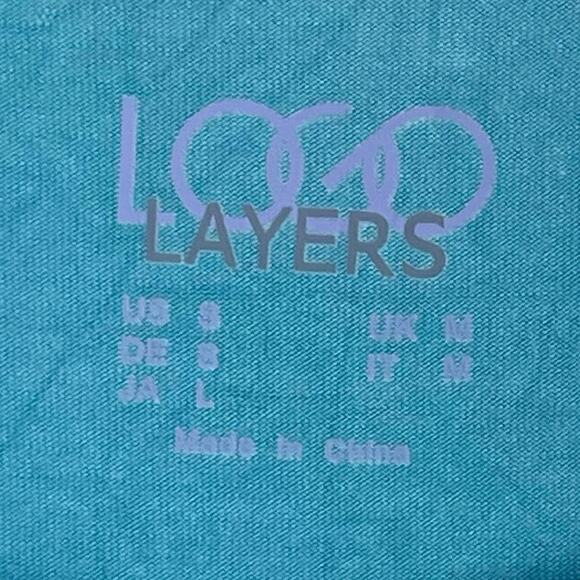 LOGO
LAYERS
US S UK M
DE S IT M
JA L
Made in China